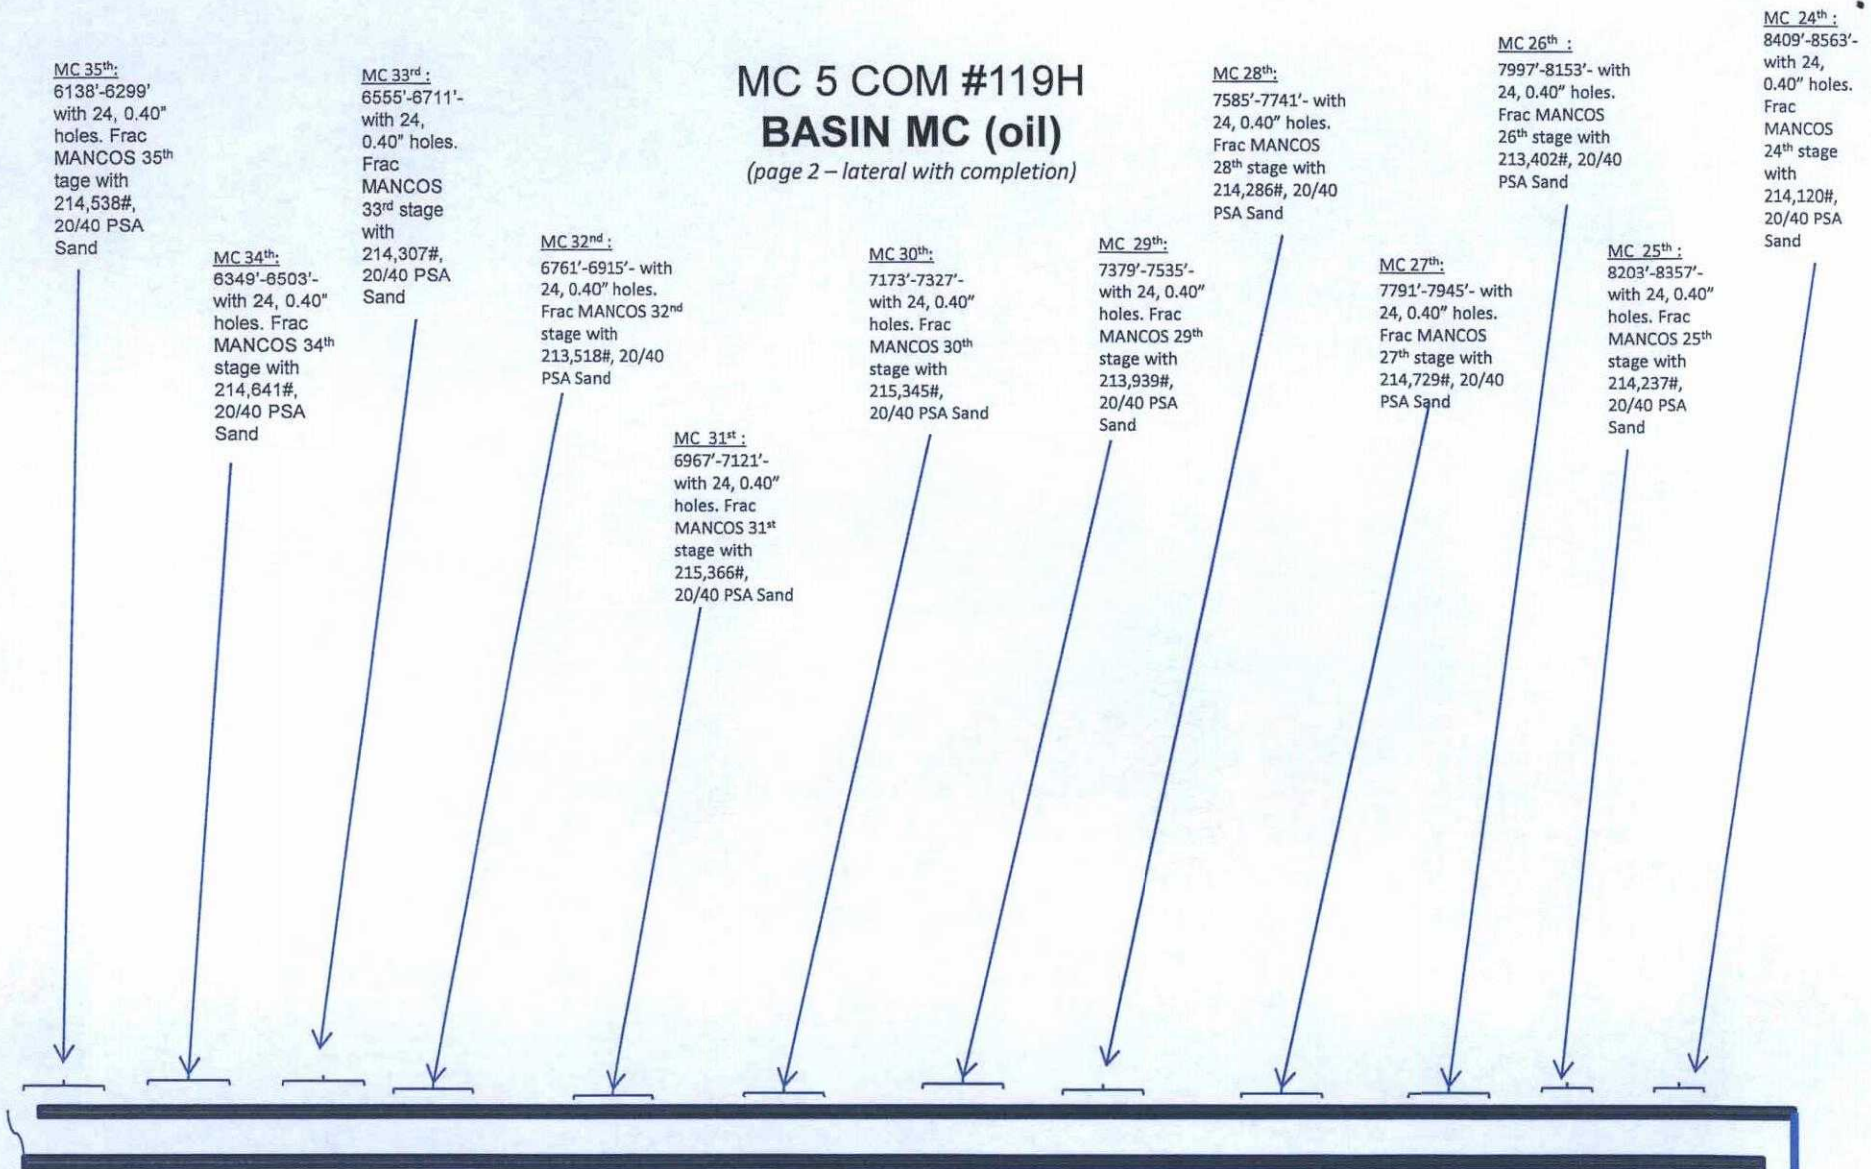 MC 5 COM #119H
BASIN MC (oil)
(page 2 – lateral with completion)
MC 35th:
6138'-6299'
with 24, 0.40"
holes. Frac
MANCOS 35th
tage with
214,538#,
20/40 PSA
Sand
MC 34th:
6349'-6503'-
with 24, 0.40"
holes. Frac
MANCOS 34th
stage with
214,641#,
20/40 PSA
Sand
MC 33rd :
6555'-6711'-
with 24,
0.40" holes.
Frac
MANCOS
33rd stage
with
214,307#,
20/40 PSA
Sand
MC 32nd :
6761'-6915'- with
24, 0.40" holes.
Frac MANCOS 32nd
stage with
213,518#, 20/40
PSA Sand
MC 31st :
6967'-7121'-
with 24, 0.40"
holes. Frac
MANCOS 31st
stage with
215,366#,
20/40 PSA Sand
MC 30th:
7173'-7327'-
with 24, 0.40"
holes. Frac
MANCOS 30th
stage with
215,345#,
20/40 PSA Sand
MC 29th:
7379'-7535'-
with 24, 0.40"
holes. Frac
MANCOS 29th
stage with
213,939#,
20/40 PSA
Sand
MC 28th:
7585'-7741'- with
24, 0.40" holes.
Frac MANCOS
28th stage with
214,286#, 20/40
PSA Sand
MC 27th:
7791'-7945'- with
24, 0.40" holes.
Frac MANCOS
27th stage with
214,729#, 20/40
PSA Sand
MC 26th :
7997'-8153'- with
24, 0.40" holes.
Frac MANCOS
26th stage with
213,402#, 20/40
PSA Sand
MC 25th:
8203'-8357'-
with 24, 0.40"
holes. Frac
MANCOS 25th
stage with
214,237#,
20/40 PSA
Sand
MC 24th :
8409'-8563'-
with 24,
0.40" holes.
Frac
MANCOS
24th stage
with
214,120#,
20/40 PSA
Sand